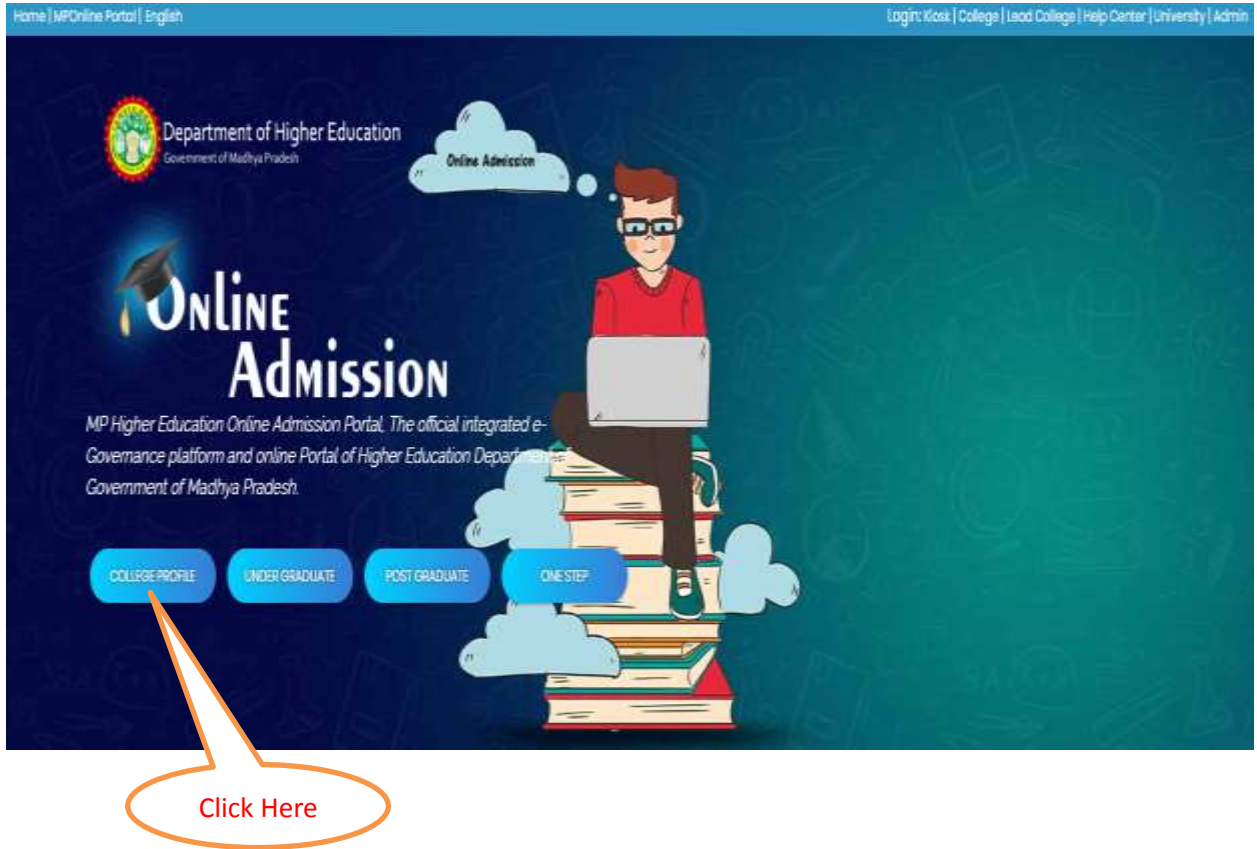 Home | MPOnline Portal | English
Login: Kiosk | College | Lead College | Help Center | University | Admin
Department of Higher Education
Government of Madhya Pradesh
Online Admission
Online
Admission
MP Higher Education Online Admission Portal, The official integrated e-
Governance platform and online Portal of Higher Education Department of
Government of Madhya Pradesh.
COLLEGE PROFILE
UNDER GRADUATE
POST GRADUATE
ONE STEP
Click Here